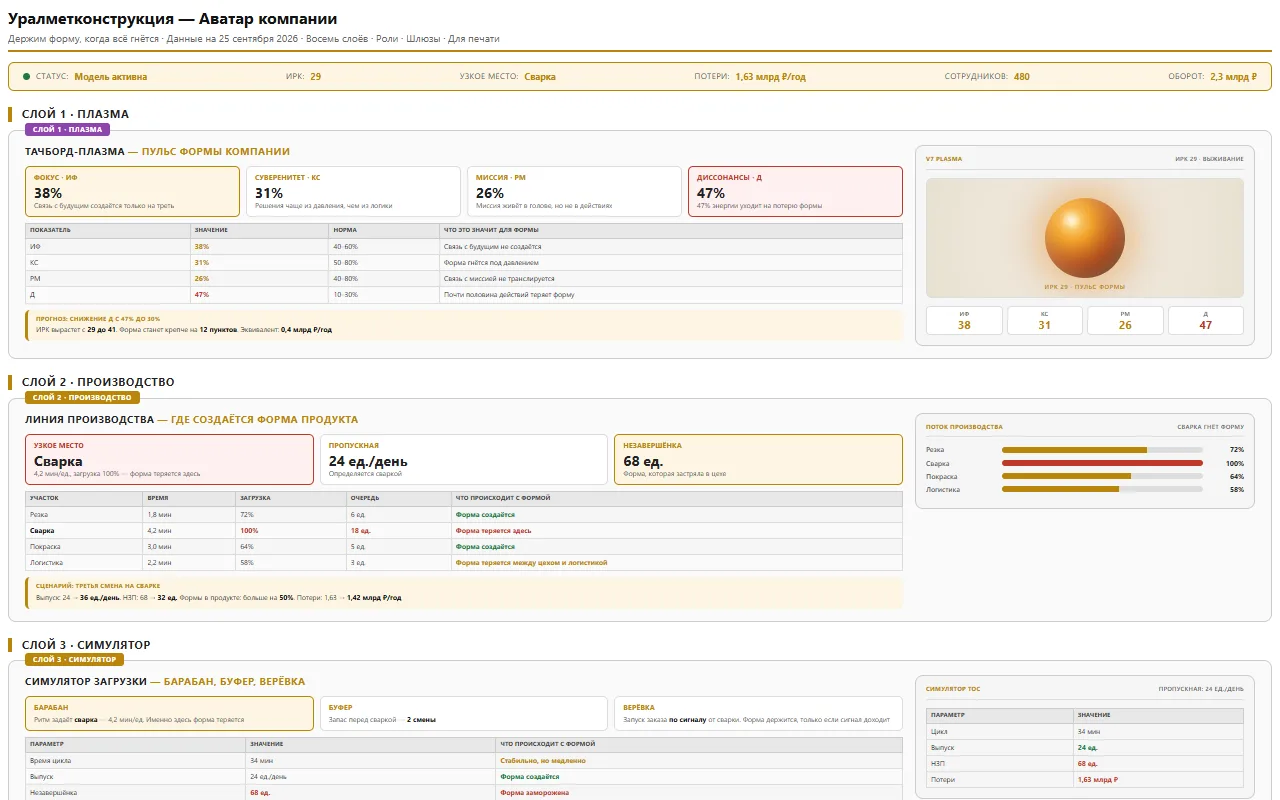 Уралметконструкция — Аватар компании
Держим форму, когда всё гнётся · Данные на 25 сентября 2026 · Восемь слоёв · Роли · Шлюзы · Для печати
СТАТУС: Модель активна ИРК: 29 УЗКОЕ МЕСТО: Сварка ПОТЕРИ: 1,63 млрд ₽/год СОТРУДНИКОВ: 480 ОБОРОТ: 2,3 млрд ₽
СЛОЙ 1 · ПЛАЗМА
СЛОЙ 1 · ПЛАЗМА
ТАЧБОРД-ПЛАЗМА — ПУЛЬС ФОРМЫ КОМПАНИИ
ФОКУС · ИФ
38%
Связь с будущим создаётся только на треть
СУВЕРЕНИТЕТ · КС
31%
Решения чаще из давления, чем из логики
МИССИЯ · РМ
26%
Миссия живёт в голове, но не в действиях
ДИССОНАНСЫ · Д
47%
47% энергии уходит на потерю формы
ПОКАЗАТЕЛЬ ЗНАЧЕНИЕ НОРМА ЧТО ЭТО ЗНАЧИТ ДЛЯ ФОРМЫ
ИФ 38% 40-60% Связь с будущим не создаётся
КС 31% 50-80% Форма гнётся под давлением
РМ 26% 40-80% Связь с миссией не транслируется
Д 47% 10-30% Почти половина действий теряет форму
ПРОГНОЗ: СНИЖЕНИЕ Д С 47% ДО 30%
ИРК вырастет с 29 до 41. Форма станет крепче на 12 пунктов. Эквивалент: 0,4 млрд ₽/год
V7 PLASMA ИРК 29 · ВЫЖИВАНИЕ
ИРК 29 · ПУЛЬС ФОРМЫ
ИФ
38
КС
31
РМ
26
Д
47
СЛОЙ 2 · ПРОИЗВОДСТВО
СЛОЙ 2 · ПРОИЗВОДСТВО
ЛИНИЯ ПРОИЗВОДСТВА — ГДЕ СОЗДАЁТСЯ ФОРМА ПРОДУКТА
УЗКОЕ МЕСТО
Сварка
4,2 мин/ед, загрузка 100% — форма теряется здесь
ПРОПУСКНАЯ
24 ед./день
Определяется сваркой
НЕЗАВЕРШЁНКА
68 ед.
Форма, которая застряла в цехе
УЧАСТОК ВРЕМЯ ЗАГРУЗКА ОЧЕРЕДЬ ЧТО ПРОИСХОДИТ С ФОРМОЙ
Резка 1,8 мин 72% 6 ед. Форма создаётся
Сварка 4,2 мин 100% 18 ед. Форма теряется здесь
Покраска 3,0 мин 64% 5 ед. Форма создаётся
Логистика 2,2 мин 58% 3 ед. Форма теряется между цехом и логистикой
СЦЕНАРИЙ: ТРЕТЬЯ СМЕНА НА СВАРКЕ
Выпуск: 24 → 36 ед./день. НЗП: 68 → 32 ед. Формы в продукте: больше на 50%. Потери: 1,63 → 1,42 млрд ₽/год
ПОТОК ПРОИЗВОДСТВА СВАРКА ГНЁТ ФОРМУ
Резка 72%
Сварка 100%
Покраска 64%
Логистика 58%
СЛОЙ 3 · СИМУЛЯТОР
СЛОЙ 3 · СИМУЛЯТОР
СИМУЛЯТОР ЗАГРУЗКИ — БАРАБАН, БУФЕР, ВЕРЁВКА
БАРАБАН
Ритм задаёт сварка — 4,2 мин/ед. Именно здесь форма теряется
БУФЕР
Запас перед сваркой — 2 смены
ВЕРЁВКА
Запуск заказа по сигналу от сварки. Форма держится, только если сигнал доходит
ПАРАМЕТР ЗНАЧЕНИЕ ЧТО ПРОИСХОДИТ С ФОРМОЙ
Время цикла 34 мин Стабильно, но медленно
Выпуск 24 ед./день Форма создаётся
Незавершёнка 68 ед. Форма заморожена
СИМУЛЯТОР ТОС ПРОПУСКНАЯ: 24 ЕД./ДЕНЬ
ПАРАМЕТР ЗНАЧЕНИЕ
Цикл 34 мин
Выпуск 24 ед.
НЗП 68 ед.
Потери 1,63 млрд ₽